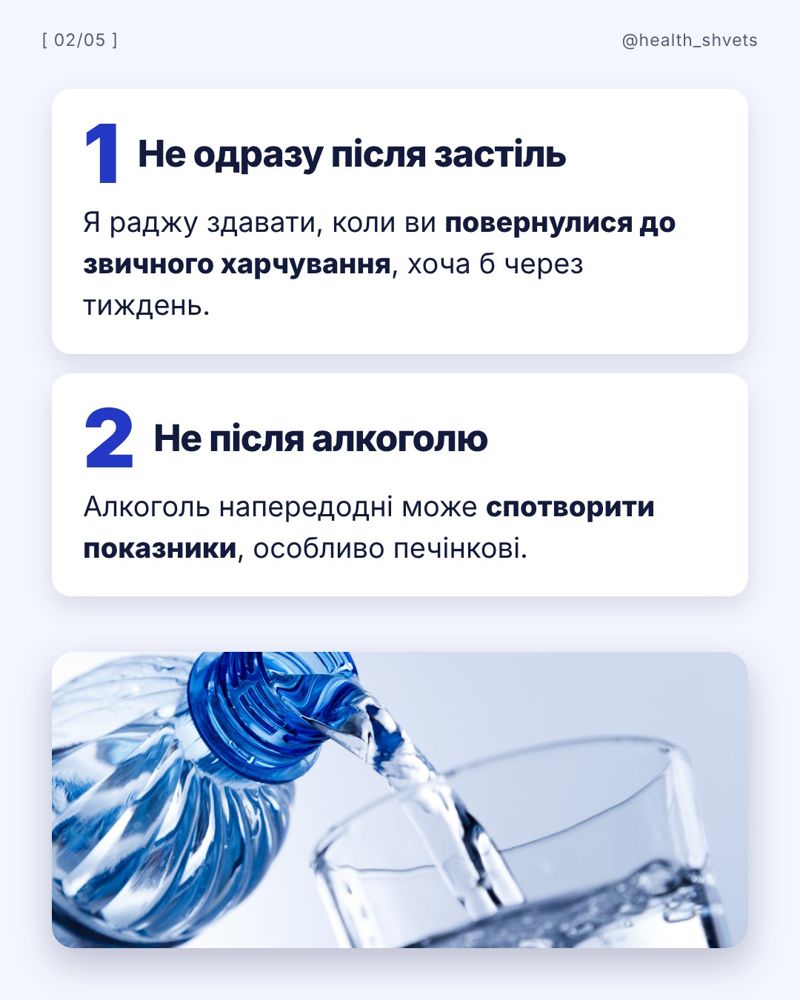 [ 02/05 ]
@health_shvets
1 Не одразу після застіль
Я раджу здавати, коли ви повернулися до
звичного харчування, хоча б через
тиждень.
2 Не після алкоголю
Алкоголь напередодні може спотворити
показники, особливо печінкові.